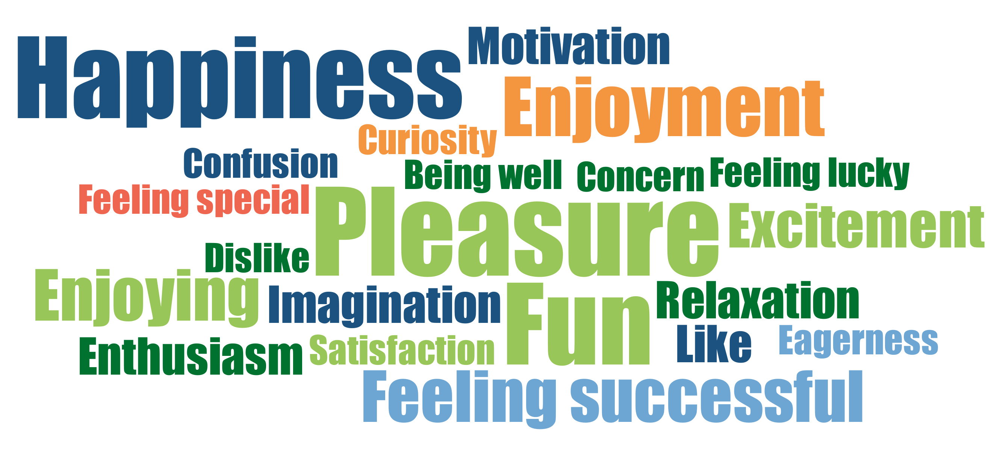 Happiness
Motivation
Enjoyment
Curiosity
Confusion
Being well
Concern
Feeling lucky
Feeling special
Pleasure
Excitement
Dislike
Enjoying
Imagination
Fun
Relaxation
Like
Eagerness
Enthusiasm
Satisfaction
Feeling successful